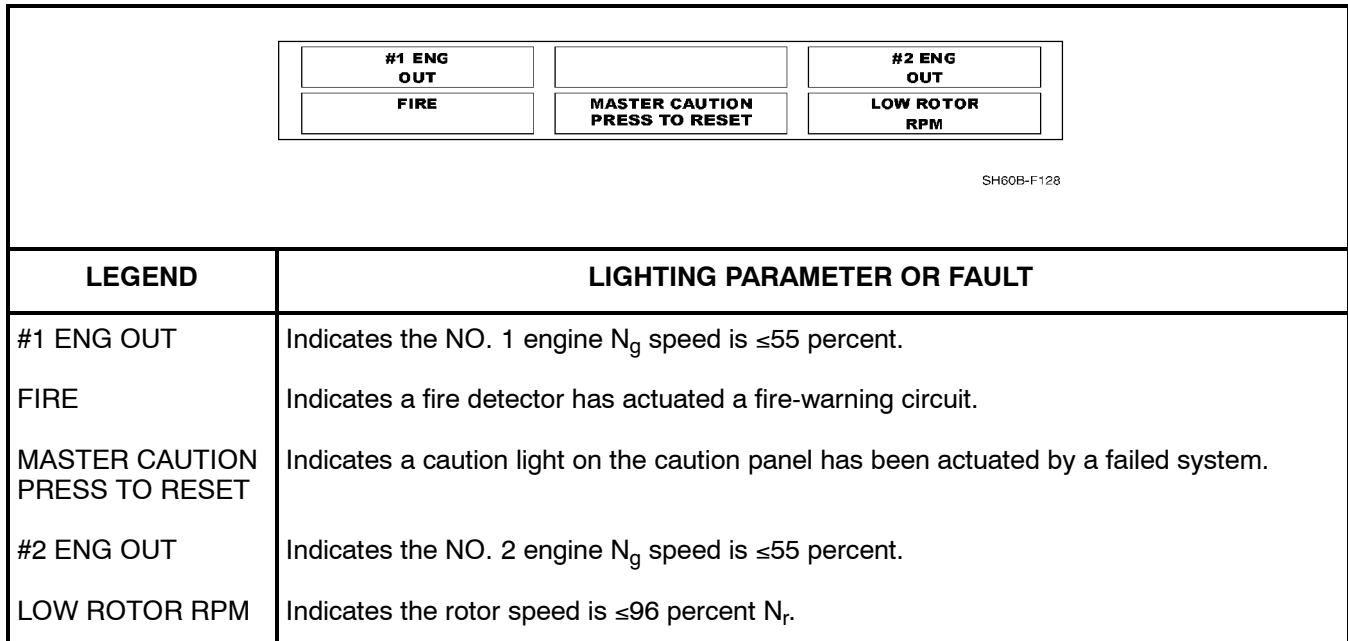 #1 ENG
OUT
#2 ENG
OUT
FIRE
MASTER CAUTION
PRESS TO RESET
LOW ROTOR
RPM
SH60B-F128
LEGEND
LIGHTING PARAMETER OR FAULT
#1 ENG OUT
Indicates the NO. 1 engine Ng speed is ≤55 percent.
FIRE
Indicates a fire detector has actuated a fire-warning circuit.
MASTER CAUTION
PRESS TO RESET
Indicates a caution light on the caution panel has been actuated by a failed system.
#2 ENG OUT
Indicates the NO. 2 engine Ng speed is ≤55 percent.
LOW ROTOR RPM
Indicates the rotor speed is ≤96 percent Nr.